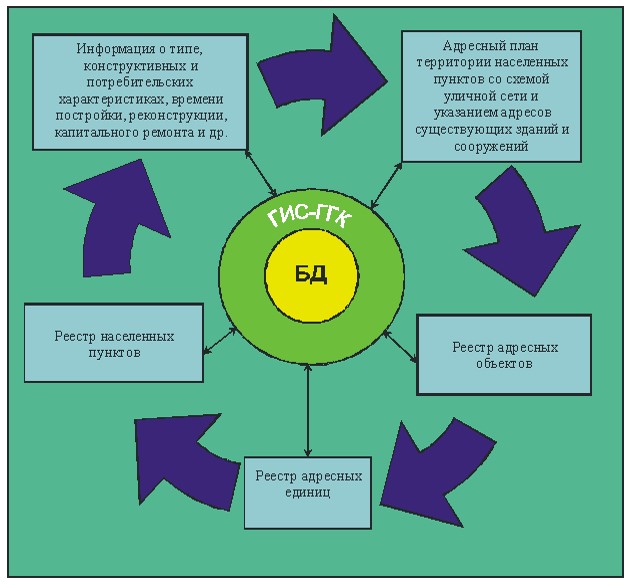 Информация о типе,
конструктивных и
потребительских
характеристиках, времени
постройки, реконструкции,
капитального ремонта и др.
Адресный план
территории населенных
пунктов со схемой
уличной сети и
указанием адресов
существующих зданий и
сооружений
ГИС-ГГК
БД
Реестр населенных
пунктов
Реестр адресных
объектов
Реестр адресных
единиц